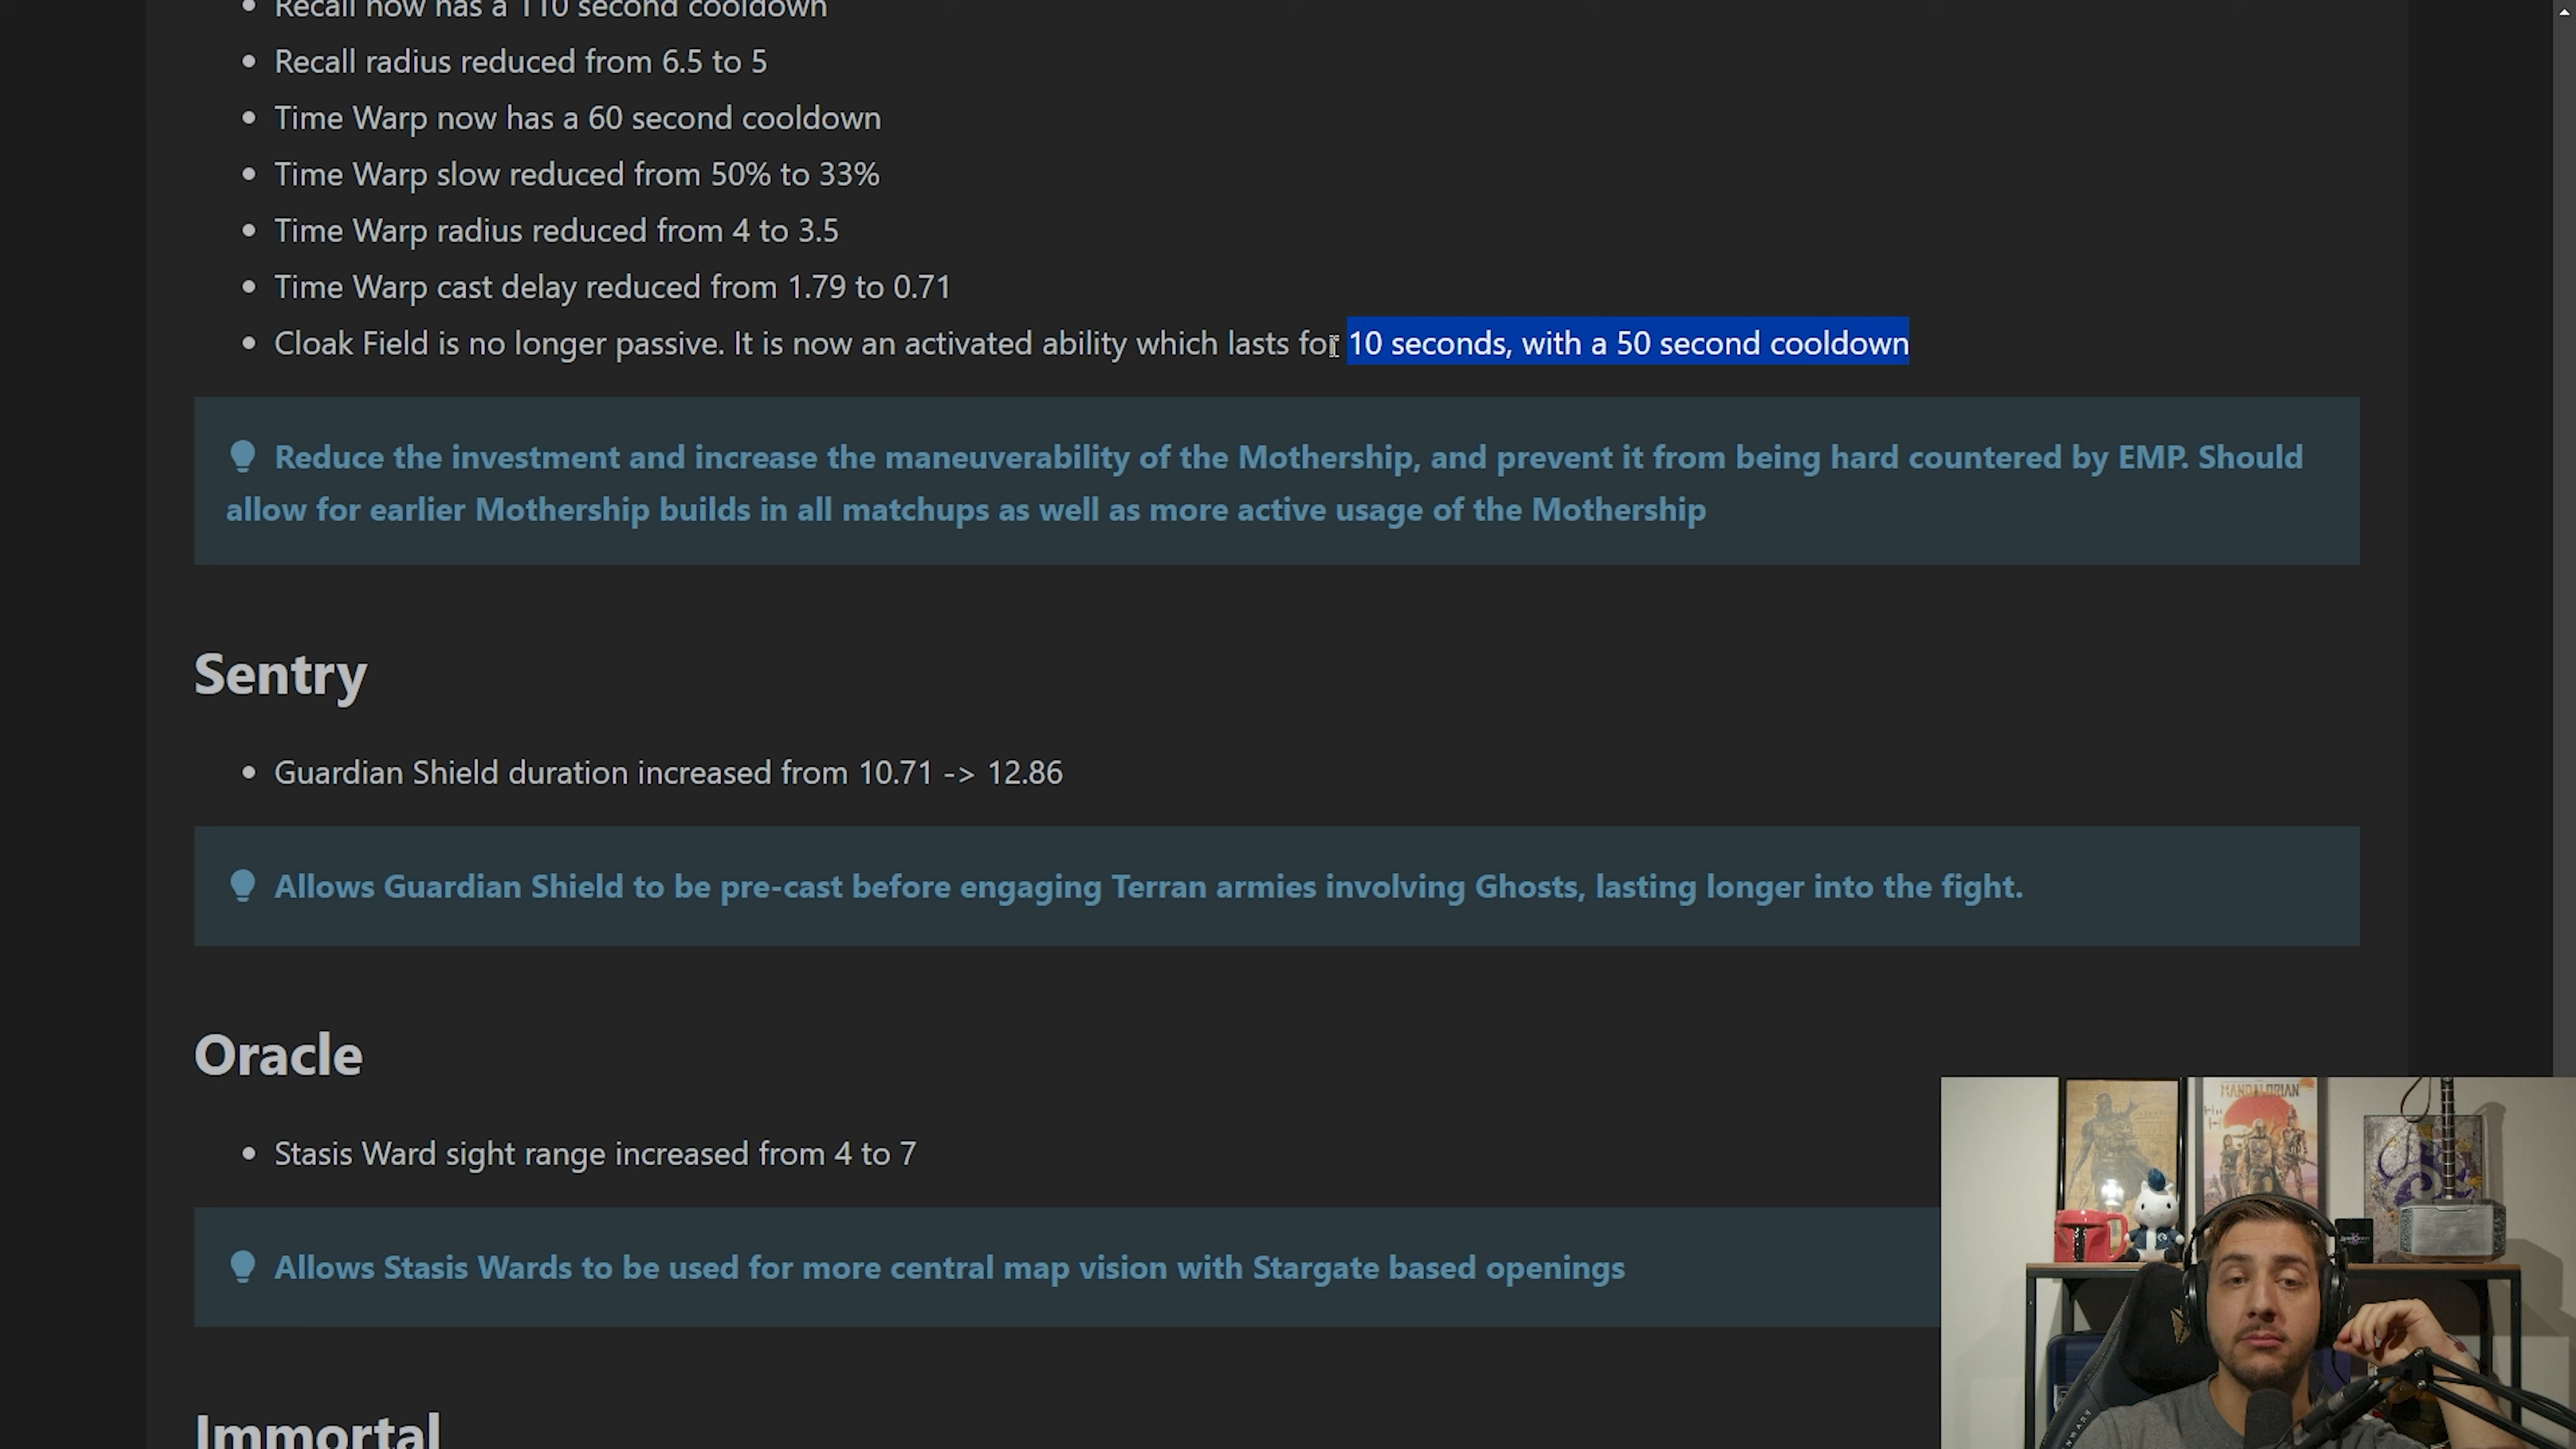 Recall now has a 110 second cooldown
Recall radius reduced from 6.5 to 5
Time Warp now has a 60 second cooldown
Time Warp slow reduced from 50% to 33%
Time Warp radius reduced from 4 to 3.5
Time Warp cast delay reduced from 1.79 to 0.71
Cloak Field is no longer passive. It is now an activated ability which lasts for 10 seconds, with a 50 second cooldown
Reduce the investment and increase the maneuverability of the Mothership, and prevent it from being hard countered by EMP. Should
allow for earlier Mothership builds in all matchups as well as more active usage of the Mothership
Sentry
Guardian Shield duration increased from 10.71 -> 12.86
Allows Guardian Shield to be pre-cast before engaging Terran armies involving Ghosts, lasting longer into the fight.
Oracle
Stasis Ward sight range increased from 4 to 7
Allows Stasis Wards to be used for more central map vision with Stargate based openings
MANDALORIAN
Immortal